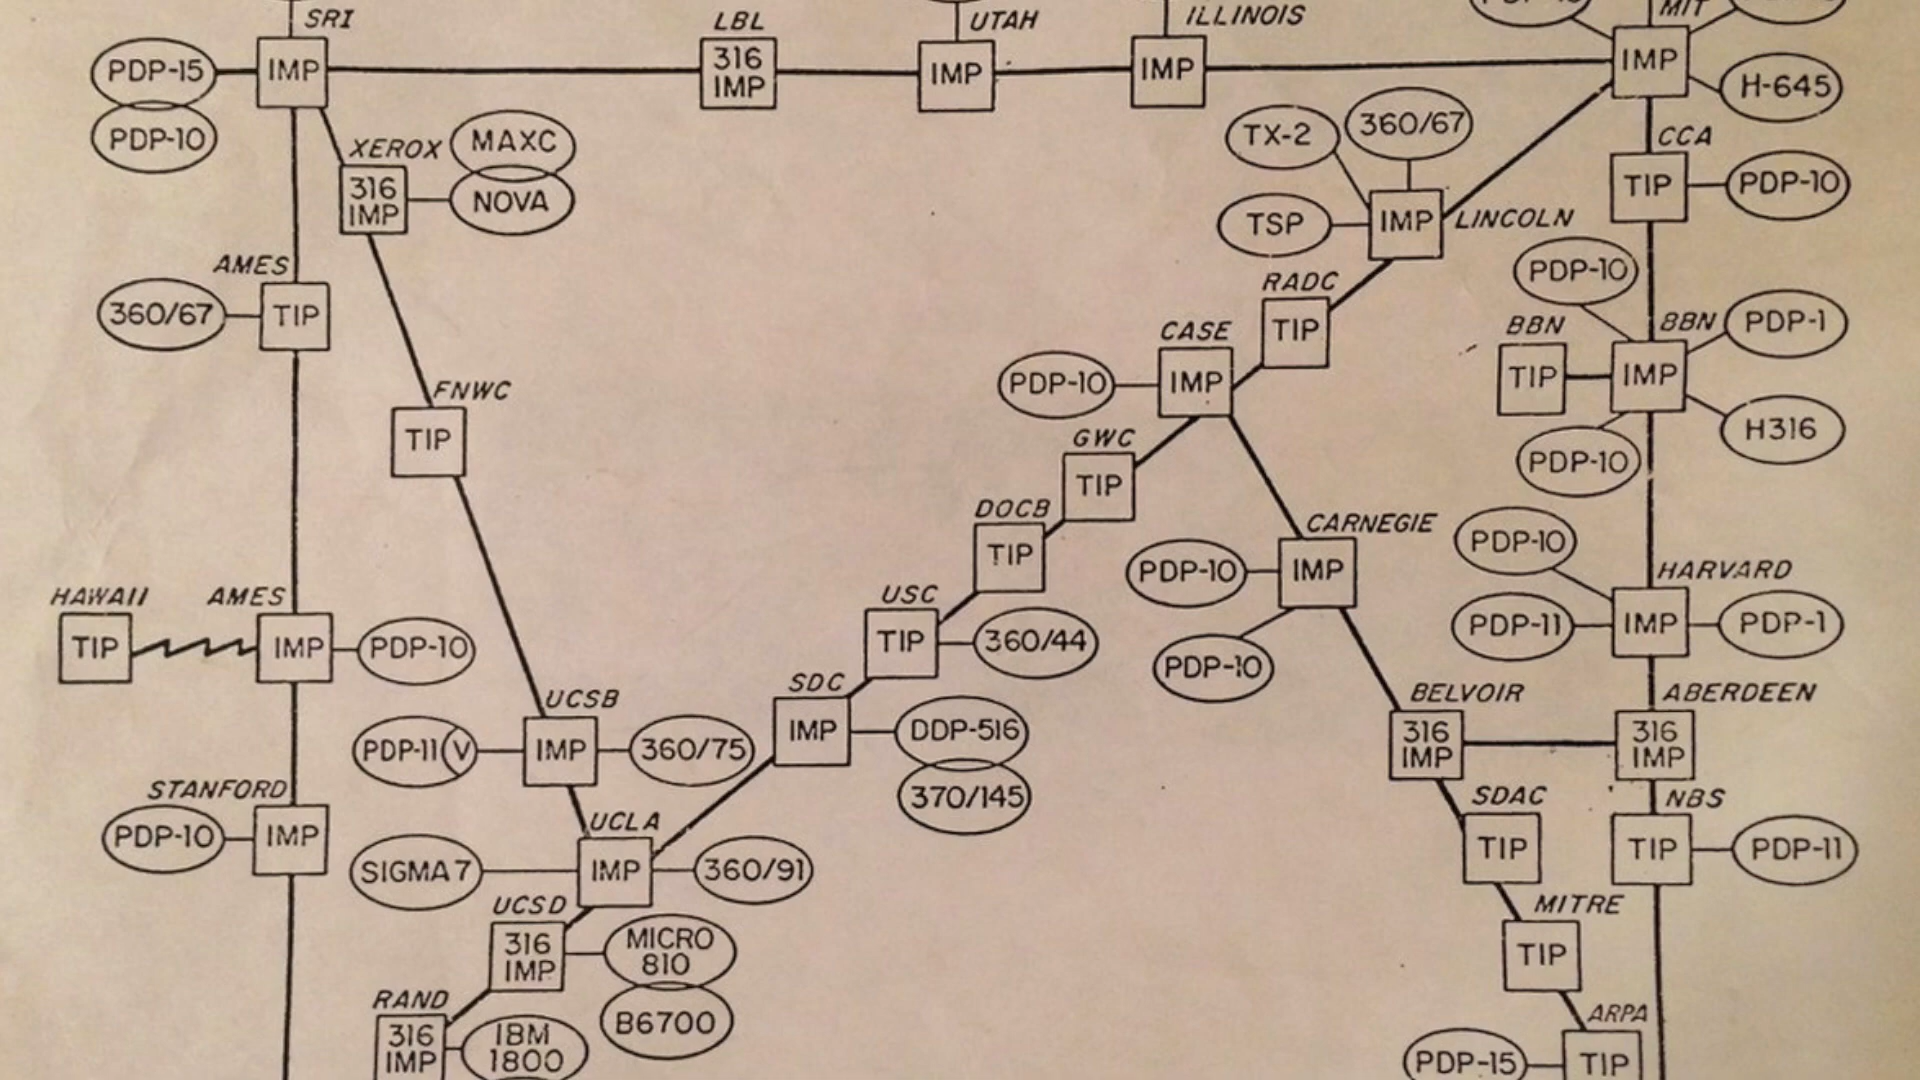 SRI
LBL
UTAH
ILLINOIS
MIT
PDP-15
IMP
316
IMP
IMP
IMP
IMP
H-645
PDP-10
XEROX
MAXC
NOVA
316
IMP
TX-2
360/67
CCA
TIP
PDP-10
TSP
IMP
LINCOLN
AMES
360/67
TIP
RADC
TIP
PDP-10
BBN
TIP
BBN
IMP
PDP-1
H316
PDP-10
CASE
PDP-10
IMP
FNWC
TIP
GWC
TIP
DOCB
TIP
CARNEGIE
PDP-10
IMP
PDP-10
PDP-10
HARVARD
PDP-11
IMP
PDP-1
HAWAII
TIP
AMES
IMP
PDP-10
USC
TIP
360/44
UCSB
PDP-11
V
IMP
360/75
SDC
IMP
DDP-516
370/145
BELVOIR
316
IMP
ABERDEEN
316
IMP
STANFORD
PDP-10
IMP
UCLA
SIGMA 7
IMP
360/91
SDAC
TIP
NBS
TIP
PDP-11
UCSD
316
IMP
MICRO
810
B6700
MITRE
TIP
RAND
316
IMP
IBM
1800
ARPA
PDP-15
TIP